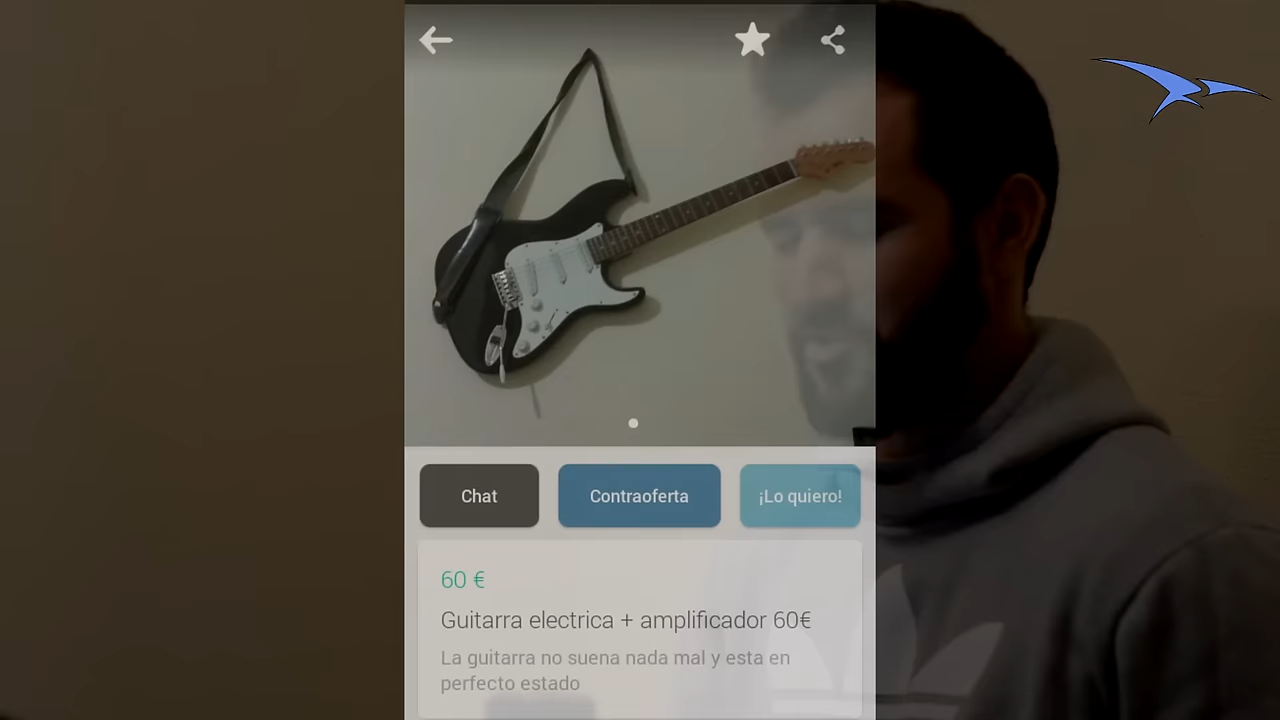 Chat
Contraoferta
¡Lo quiero!
60 €
Guitarra electrica + amplificador 60€
La guitarra no suena nada mal y esta en
perfecto estado